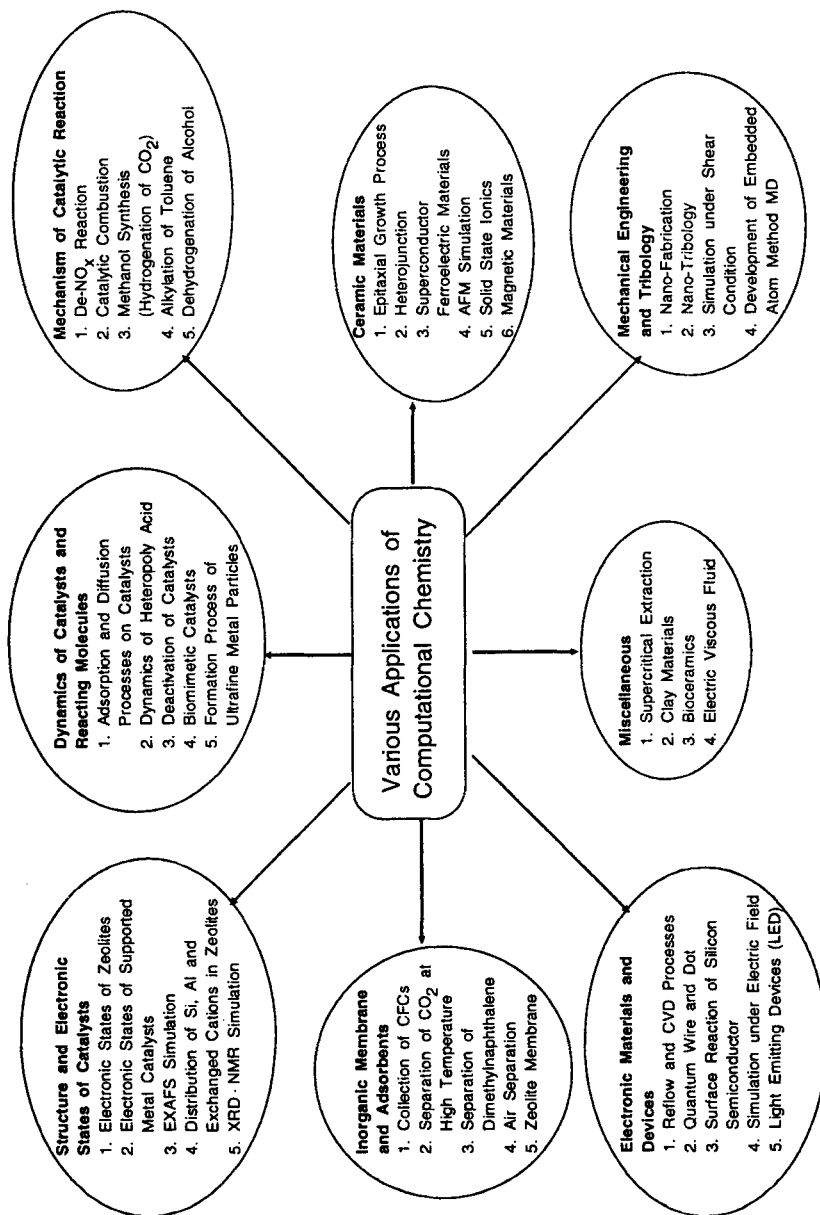 Structure and Electronic
States of Catalysts
1. Electronic States of Zeolites
2. Electronic States of Supported
Metal Catalysts
3. EXAFS Simulation
4. Distribution of Si, Al and
Exchanged Cations in Zeolites
5. XRD · NMR Simulation
Dynamics of Catalysts and
Reacting Molecules
1. Adsorption and Diffusion
Processes on Catalysts
2. Dynamics of Heteropoly Acid
3. Deactivation of Catalysts
4. Biomimetic Catalysts
5. Formation Process of
Ultrafine Metal Particles
Mechanism of Catalytic Reaction
1. De-NOₓ Reaction
2. Catalytic Combustion
3. Methanol Synthesis
(Hydrogenation of CO₂)
4. Alkylation of Toluene
5. Dehydrogenation of Alcohol
Inorganic Membrane
and Adsorbents
1. Collection of CFCs
2. Separation of CO₂ at
High Temperature
3. Separation of
Dimethylnaphthalene
4. Air Separation
5. Zeolite Membrane
Various Applications of
Computational Chemistry
Ceramic Materials
1. Epitaxial Growth Process
2. Heterojunction
3. Superconductor
Ferroelectric Materials
4. AFM Simulation
5. Solid State Ionics
6. Magnetic Materials
Electronic Materials and
Devices
1. Reflow and CVD Processes
2. Quantum Wire and Dot
3. Surface Reaction of Silicon
Semiconductor
4. Simulation under Electric Field
5. Light Emitting Devices (LED)
Miscellaneous
1. Supercritical Extraction
2. Clay Materials
3. Bioceramics
4. Electric Viscous Fluid
Mechanical Engineering
and Tribology
1. Nano-Fabrication
2. Nano-Tribology
3. Simulation under Shear
Condition
4. Development of Embedded
Atom Method MD